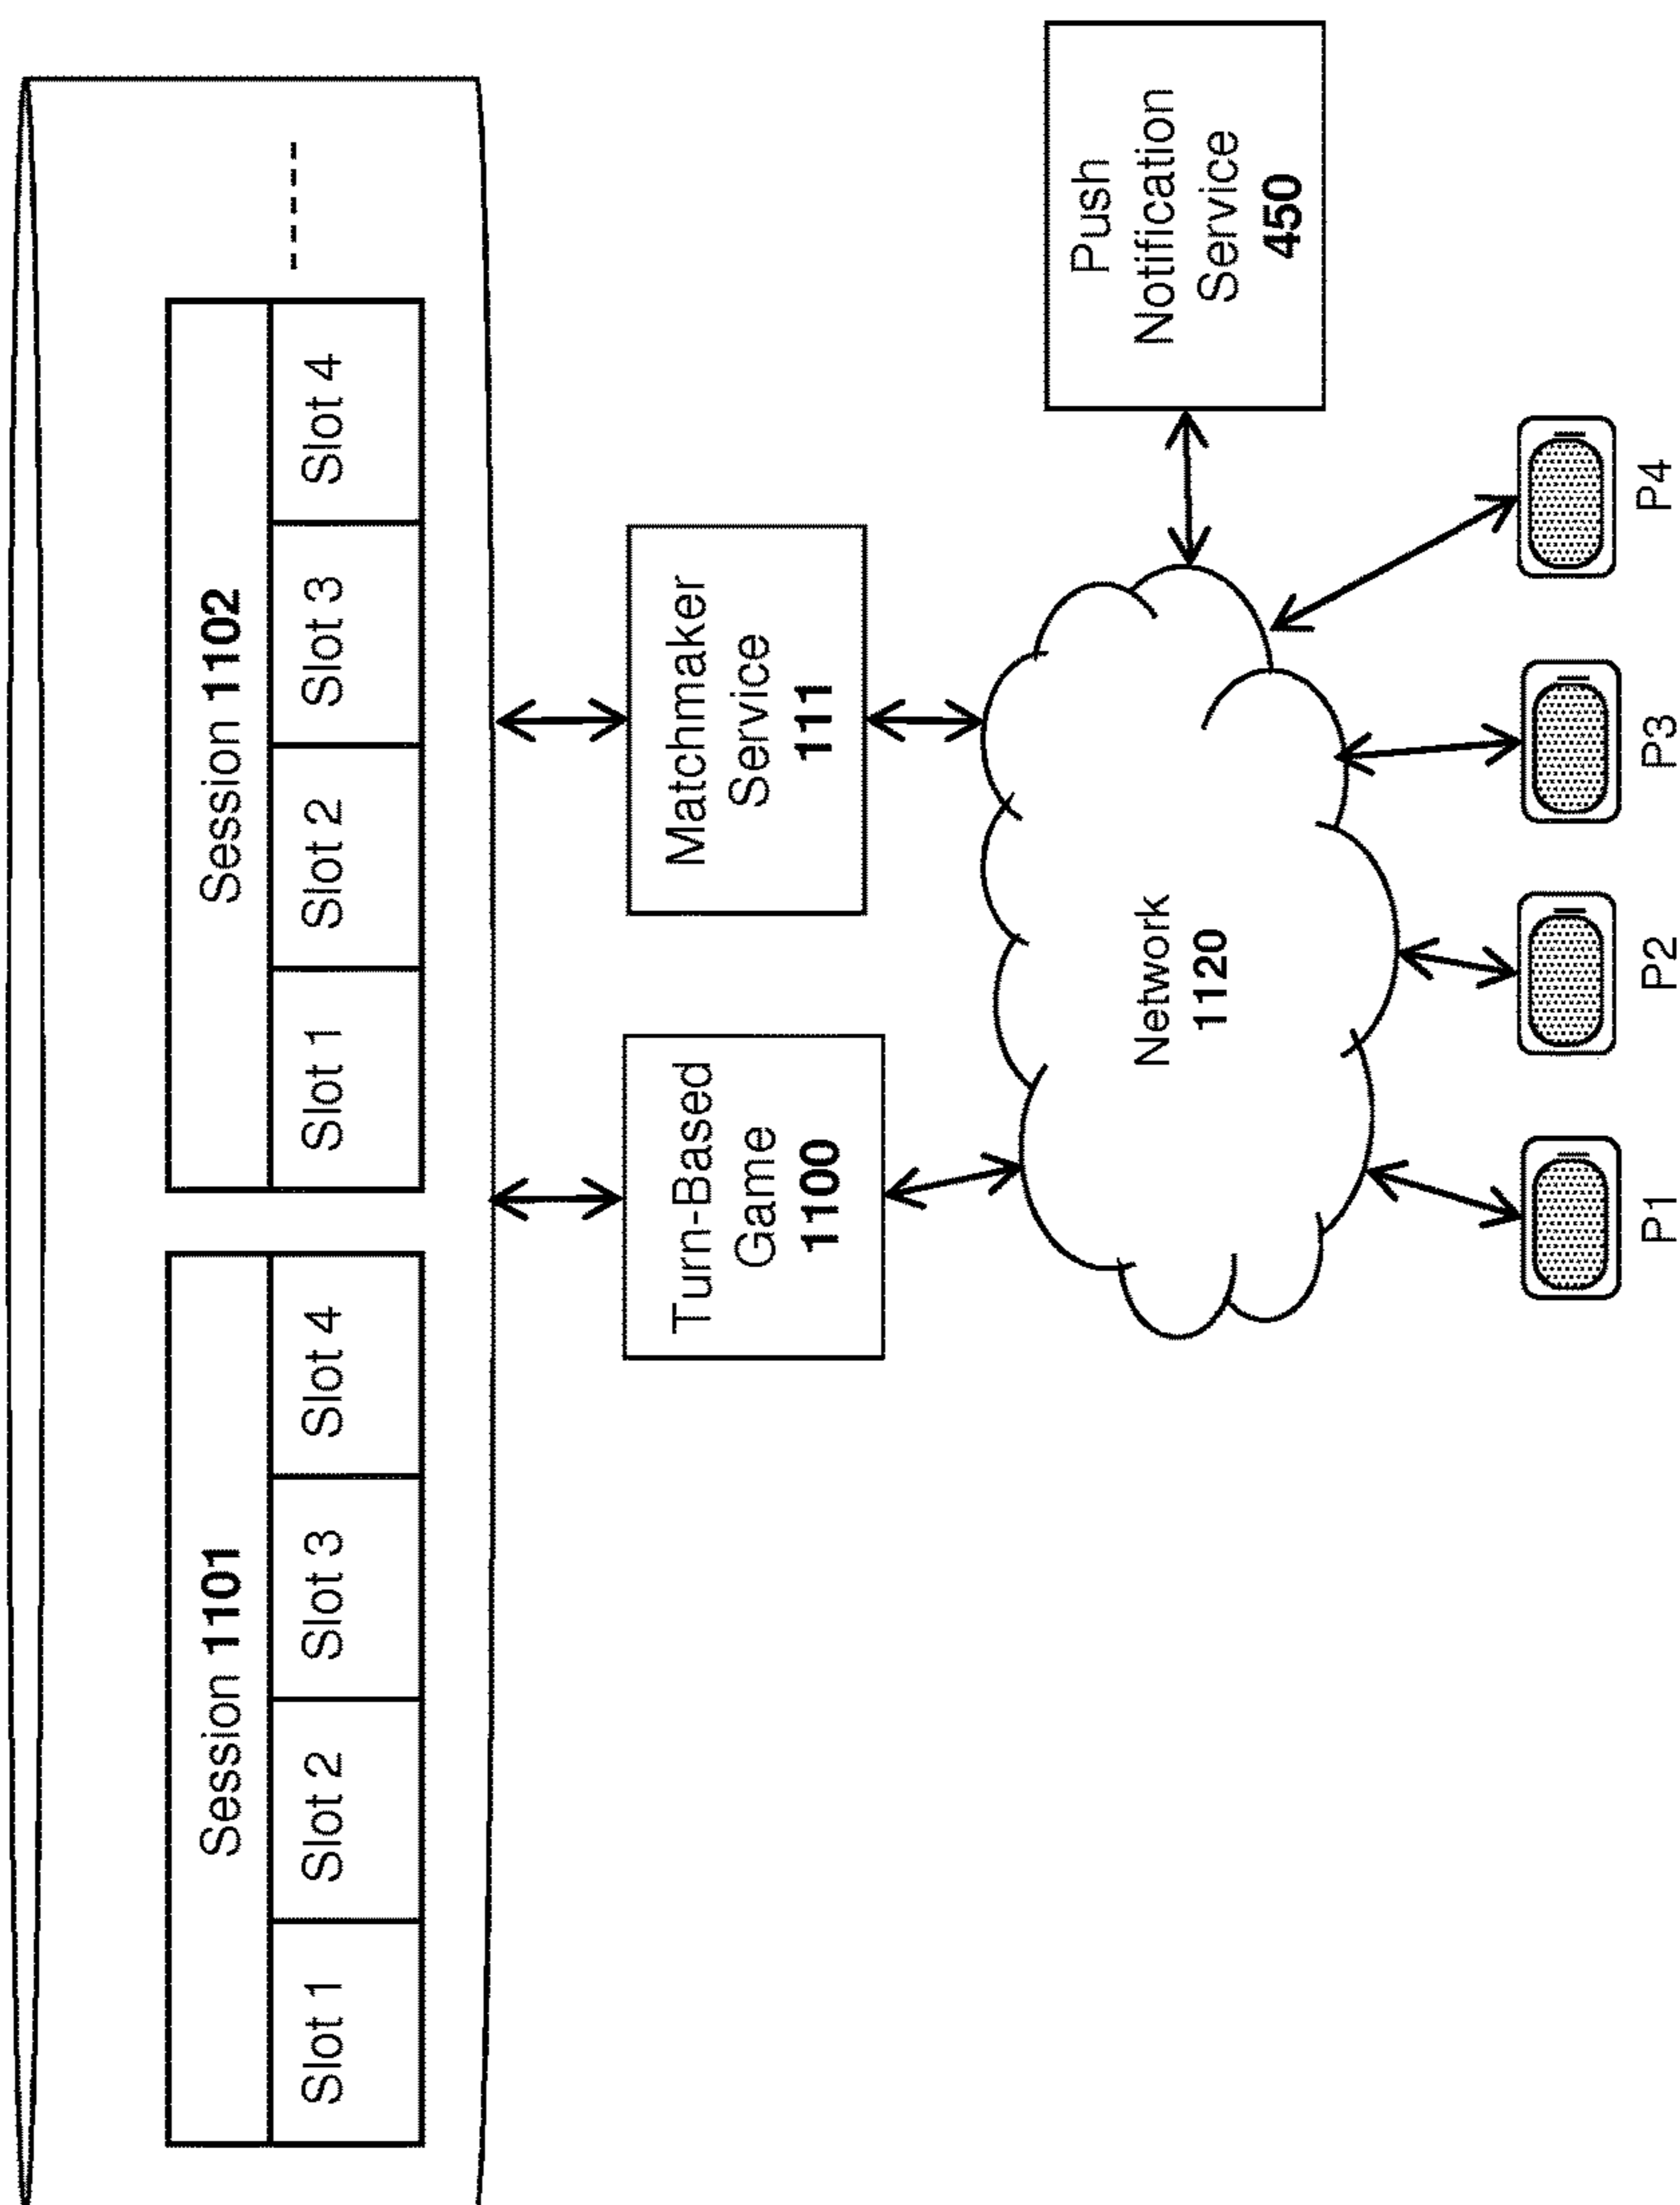 Session 1101
Slot 1
Slot 2
Slot 3
Slot 4
Session 1102
Slot 1
Slot 2
Slot 3
Slot 4
Turn-Based
Game
1100
Matchmaker
Service
111
Network
1120
Push
Notification
Service
450
P1
P2
P3
P4